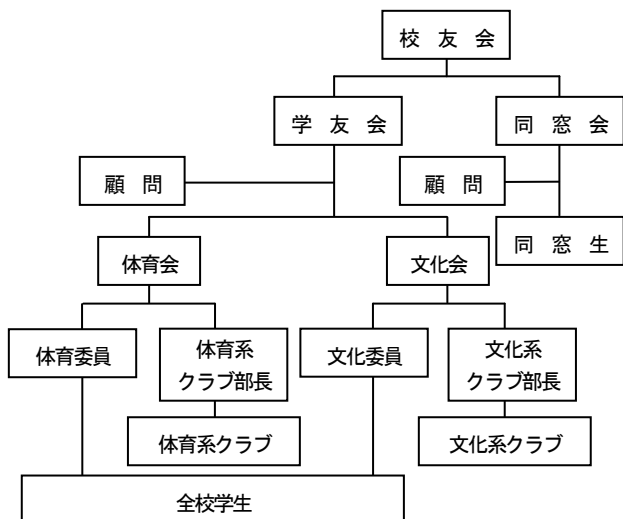 校 友 会
学 友 会
同 窓 会
顧 問
顧 問
同 窓 生
体育会
文化会
体育委員
体育系
クラブ部長
文化委員
文化系
クラブ部長
体育系クラブ
文化系クラブ
全校学生